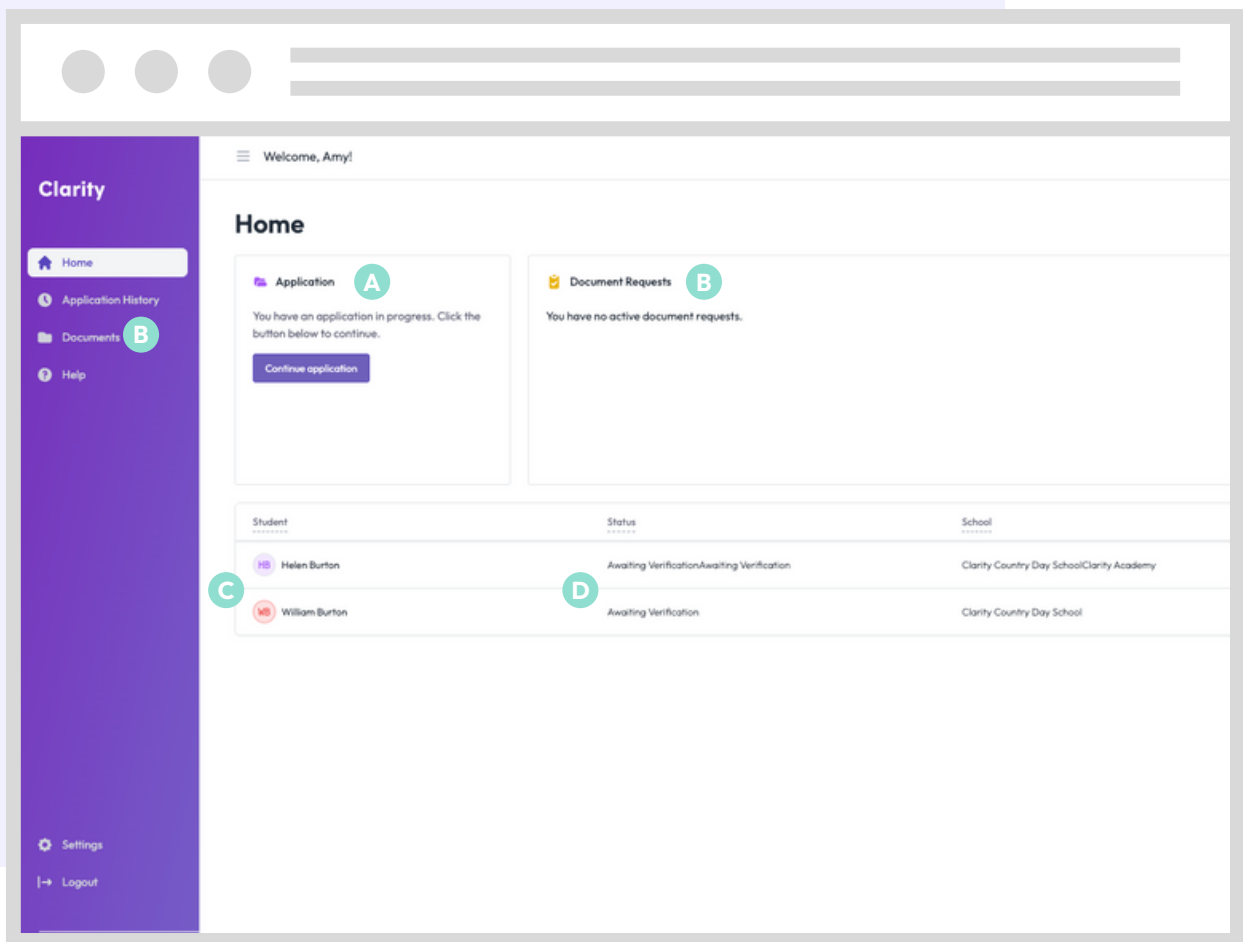 Clarity
Home
Application History
Documents B
Help
Settings
Logout
Welcome, Amy!
Home
Application A
You have an application in progress. Click the
button below to continue.
Continue application
Document Requests B
You have no active document requests.
Student Status School
HB Helen Burton Awaiting VerificationAwaiting Verification Clarity Country Day SchoolClarity Academy
C D
WB William Burton Awaiting Verification Clarity Country Day School